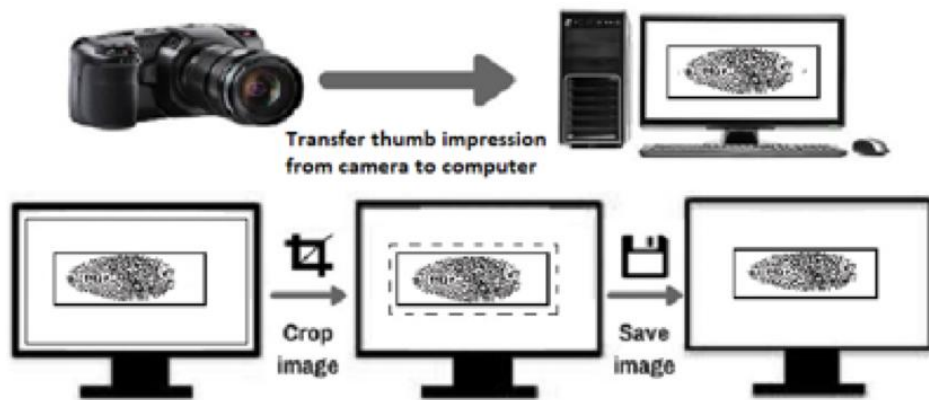 Transfer thumb impression
from camera to computer
Crop
image
Save
image